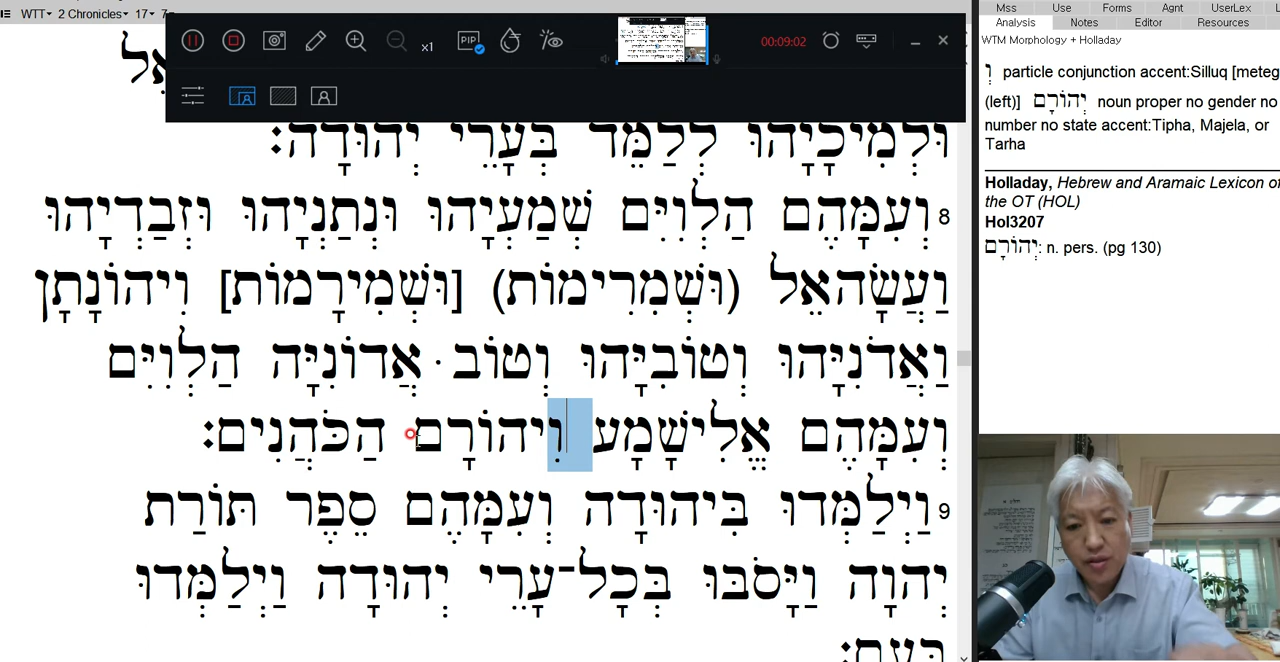 WTT 2 Chronicles 17
x1
PIP
00:09:02
Mss Use Forms Agnt UserLex
Analysis Notes Editor Resources
WTM Morphology + Holladay
וְ particle conjunction accent:Silluq [meteg
(left)] יְהוֹרָם noun proper no gender no
number no state accent:Tipha, Majela, or
Tarha
Holladay, Hebrew and Aramaic Lexicon of
the OT (HOL)
Hol3207
יְהוֹרָם: n. pers. (pg 130)
וּלְמִיכָיָהוּ לְלַמֵּד בְּעָרֵי יְהוּדָה׃
8 וְעִמָּהֶם הַלְוִיִּם שְׁמַעְיָהוּ וּנְתַנְיָהוּ וּזְבַדְיָהוּ
וַעֲשָׂהאֵל (וּשְׁמִרִימוֹת) [וּשְׁמִירָמוֹת] וִיהוֹנָתָן
וַאֲדֹנִיָּהוּ וְטוֹבִיָּהוּ וְטוֹב אֲדוֹנִיָּה הַלְוִיִּם
וְעִמָּהֶם אֱלִישָׁמָע וִיהוֹרָם הַכֹּהֲנִים׃
9 וַיְלַמְּדוּ בִּיהוּדָה וְעִמָּהֶם סֵפֶר תּוֹרַת
יְהוָה וַיָּסֹבּוּ בְּכָל־עָרֵי יְהוּדָה וַיְלַמְּדוּ